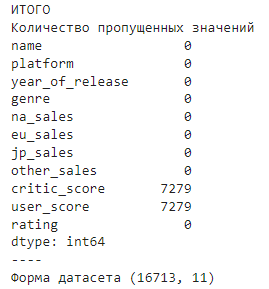 ИТОГО
Количество пропущенных значений
name 0
platform 0
year_of_release 0
genre 0
na_sales 0
eu_sales 0
jp_sales 0
other_sales 0
critic_score 7279
user_score 7279
rating 0
dtype: int64
----
Форма датасета (16713, 11)